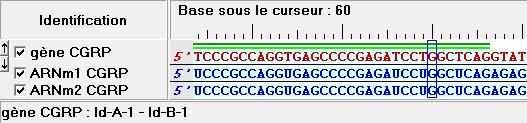 Identification
Base sous le curseur : 60
gène CGRP
5' TCCCGCCAGGTGAGCCCCGAGATCCTGGCTCAGGTAT
ARNm1 CGRP
5' UCCCGCCAGGUGAGCCCCGAGAUCCUGGCUCAGAGAG
ARNm2 CGRP
5' UCCCGCCAGGUGAGCCCCGAGAUCCUGGCUCAGAGAG
gène CGRP : Id-A-1 - Id-B-1